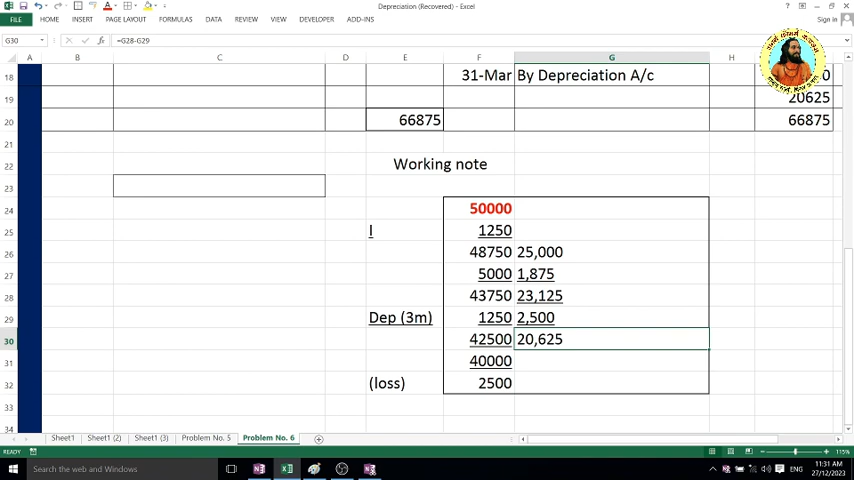 Depreciation (Recovered) - Excel
Sign in
FILE HOME INSERT PAGE LAYOUT FORMULAS DATA REVIEW VIEW DEVELOPER ADD-INS
G30 =G28-G29
A B C D E F G H
18 31-Mar By Depreciation A/c
19 20625
20 66875 66875
21
22 Working note
23
24 50000
25 I 1250
26 48750 25,000
27 5000 1,875
28 43750 23,125
29 Dep (3m) 1250 2,500
30 42500 20,625
31 40000
32 (loss) 2500
33
34
Sheet1 Sheet1 (2) Sheet1 (3) Problem No. 5 Problem No. 6
READY 115%
Search the web and Windows ENG 11:31 AM
27/12/2023